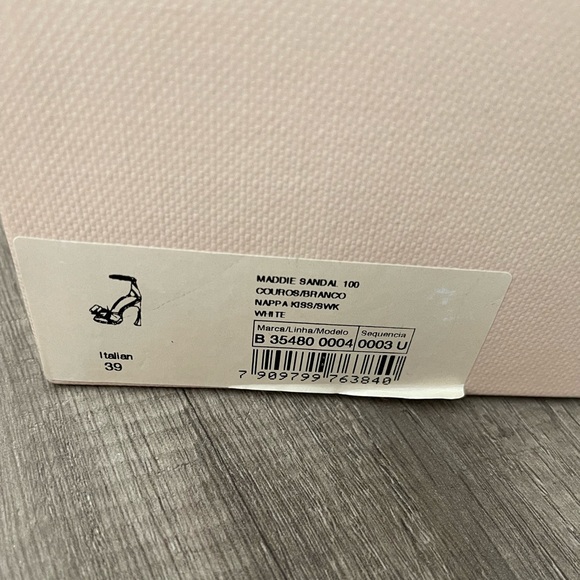 MADDIE SANDAL 100
COUROS/BRANCO
NAPPA KISS/SWK
WHITE
Marca/Linha/Modelo Sequencia
B 35480 0004 0003 U
7 909799 763840
Italian
39